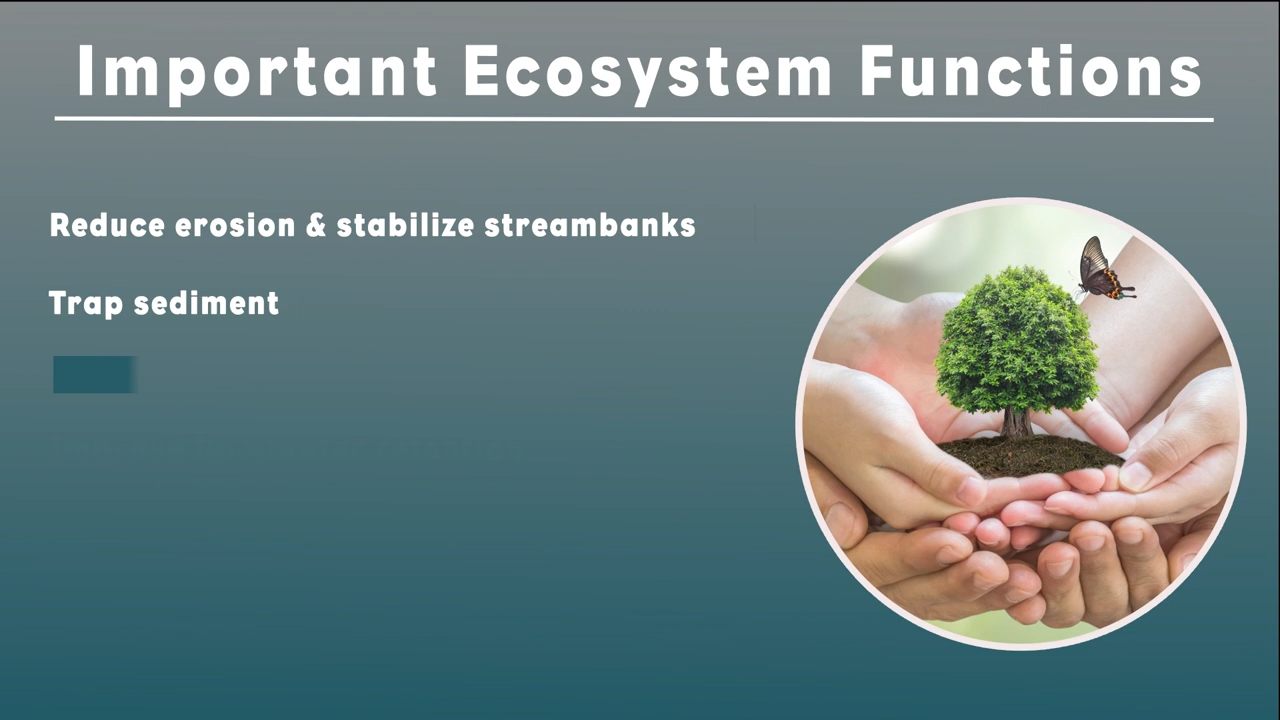 Important Ecosystem Functions
Reduce erosion & stabilize streambanks
Trap sediment